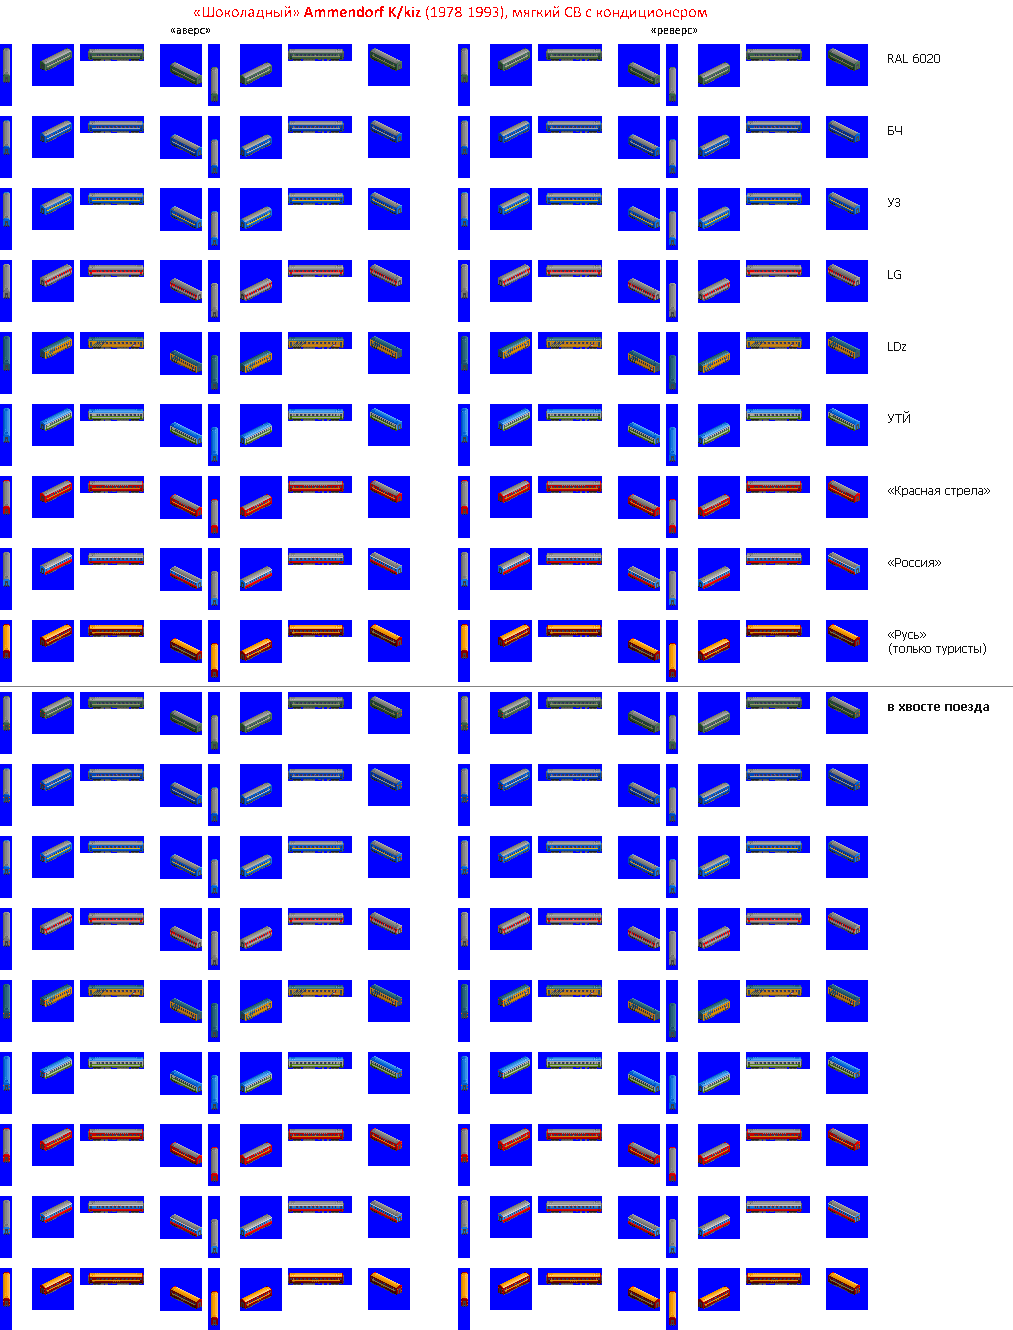 «Шоколадный» Ammendorf K/kiz (1978 1993), мягкий СВ с кондиционером
«аверс» «реверс»
RAL 6020
БЧ
УЗ
LG
LDz
УТЙ
«Красная стрела»
«Россия»
«Русь»
(только туристы)
в хвосте поезда